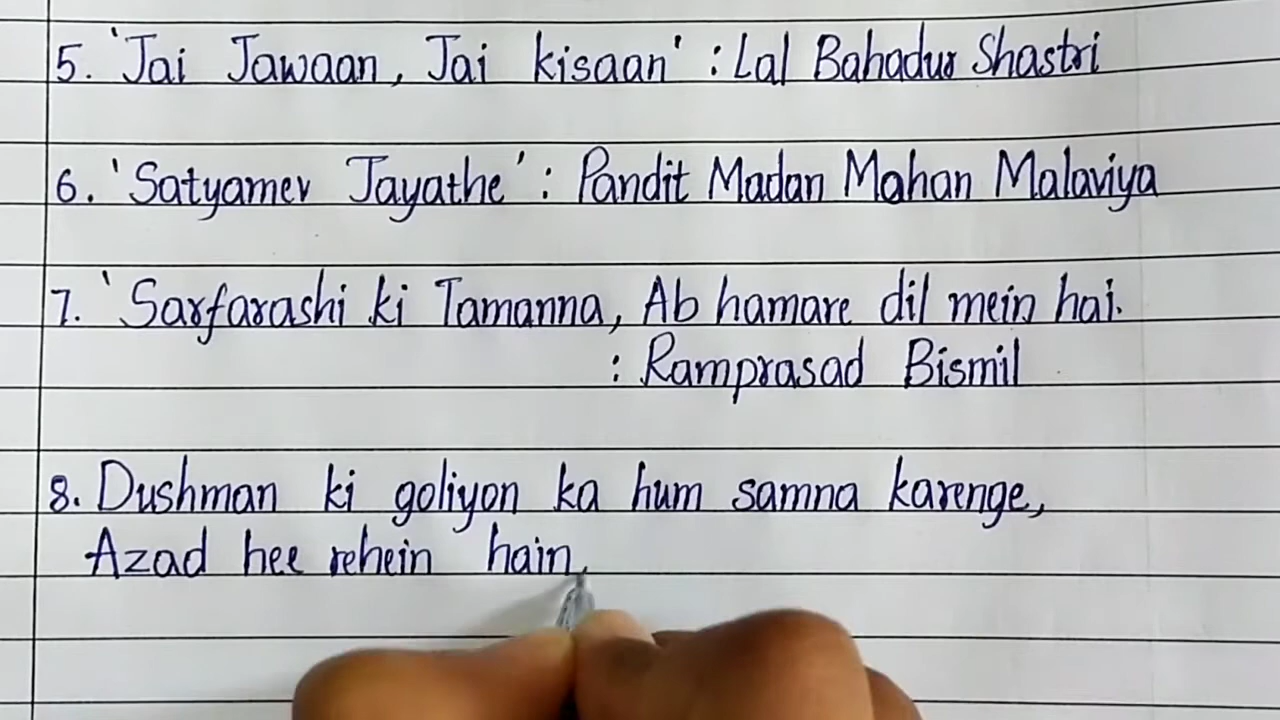 5. 'Jai Jawaan, Jai kisaan' : Lal Bahadur Shastri
6. 'Satyamev Jayathe' : Pandit Madan Mahan Malaviya
7. 'Sarfarashi ki Tamanna, Ab hamare dil mein hai.
: Ramprasad Bismil
8. Dushman ki goliyon ka hum samna karenge,
Azad hee rehein hain,